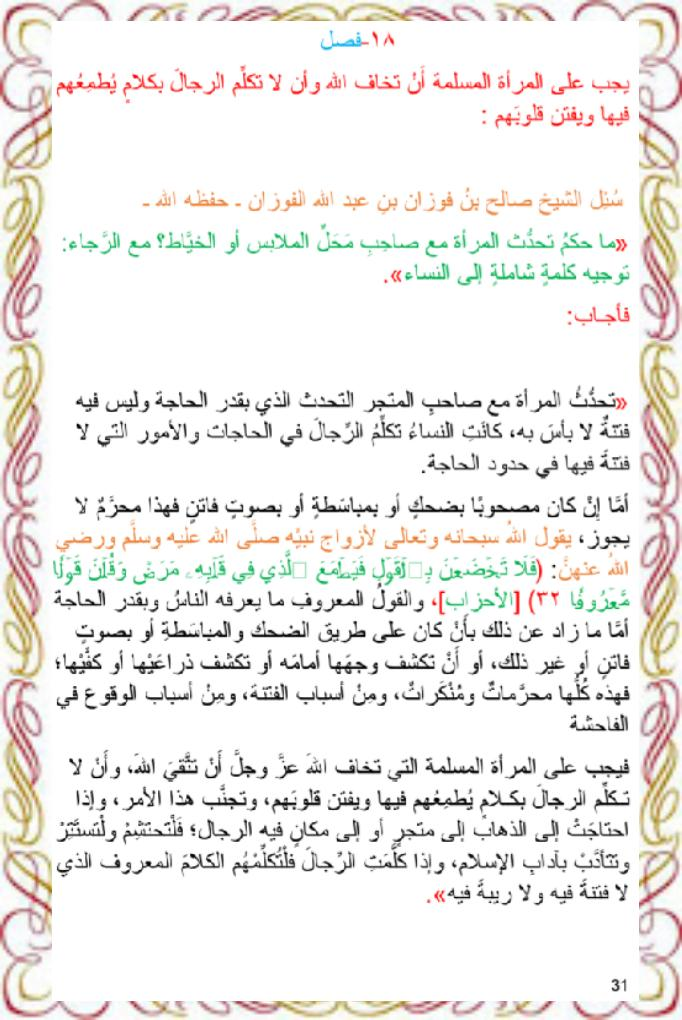 ١٨-فصل
يجب على المرأة المسلمة أَنْ تخاف الله وأن لا تكلِّم الرجالَ بكلامٍ يُطمِعُهم
فيها ويفتن قلوبَهم :
سُئِل الشيخ صالح بنُ فوزان بنِ عبد الله الفوزان ـ حفظه الله ـ
«ما حكمُ تحدُّث المرأة مع صاحِبِ مَحَلِّ الملابس أو الخيَّاط؟ مع الرَّجاء:
توجيه كلمةٍ شاملةٍ إلى النساء».
فأجـاب:
«تحدُّثُ المرأة مع صاحبِ المتجر التحدث الذي بقدر الحاجة وليس فيه
فتنةٌ لا بأسَ به، كانَتِ النساءُ تكلِّمُ الرِّجالَ في الحاجات والأمور التي لا
فتنةَ فيها في حدود الحاجة.
أمَّا إنْ كان مصحوبًا بضحكٍ أو بمباسَطةٍ أو بصوتٍ فاتنٍ فهذا محرَّمٌ لا
يجوز، يقول اللهُ سبحانه وتعالى لأزواج نبيِّه صلَّى الله عليه وسلَّم ورضي
اللهُ عنهنَّ: (فَلَا تَخۡضَعۡنَ بِٱلۡقَوۡلِ فَيَطۡمَعَ ٱلَّذِي فِي قَلۡبِهِۦ مَرَضٞ وَقُلۡنَ قَوۡلٗا
مَّعۡرُوفٗا ٣٢) [الأحزاب]، والقولُ المعروف ما يعرفه الناسُ وبقدر الحاجة
أمَّا ما زاد عن ذلك بأَنْ كان على طريق الضحك والمباسَطةِ أو بصوتٍ
فاتنٍ أو غير ذلك، أو أَنْ تكشف وجهَها أمامَه أو تكشف ذراعَيْها أو كفَّيْها؛
فهذه كُلُّها محرَّماتٌ ومُنْكَراتٌ، ومِنْ أسباب الفتنة، ومِنْ أسباب الوقوع في
الفاحشة
فيجب على المرأة المسلمة التي تخاف اللهَ عزَّ وجلَّ أَنْ تتَّقيَ اللهَ، وأَنْ لا
تـكلِّم الرجالَ بكـلامٍ يُطمِعُهم فيها ويفتن قلوبَهم، وتجنَّب هذا الأمر، وإذا
احتاجَتْ إلى الذهاب إلى متجرٍ أو إلى مكانٍ فيه الرجال؛ فَلْتَحتشِمْ ولْتستَتِرْ
وتتأدَّبْ بآدابِ الإسلام، وإذا كلَّمَتِ الرِّجالَ فلْتُكلِّمْهُم الكلامَ المعروف الذي
لا فتنةَ فيه ولا ريبةَ فيه».
31